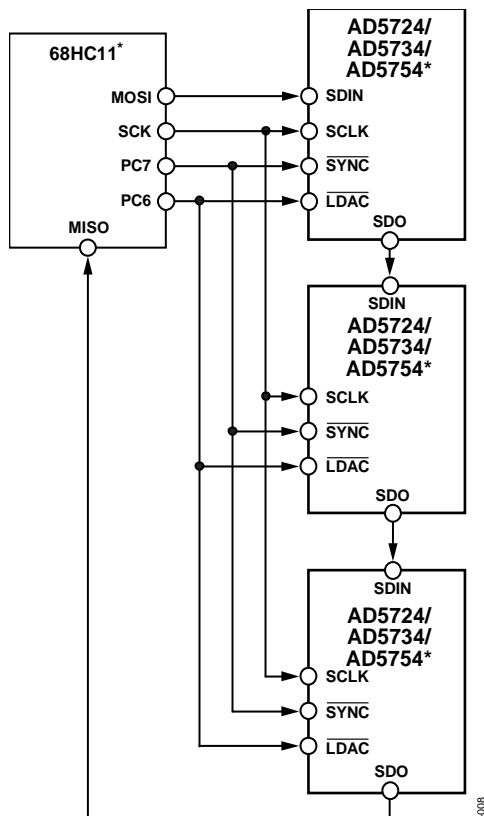 68HC11*
MOSI
SCK
PC7
PC6
MISO
AD5724/
AD5734/
AD5754*
SDIN
SCLK
SYNC
LDAC
SDO
SDIN
AD5724/
AD5734/
AD5754*
SCLK
SYNC
LDAC
SDO
SDIN
AD5724/
AD5734/
AD5754*
SCLK
SYNC
LDAC
SDO